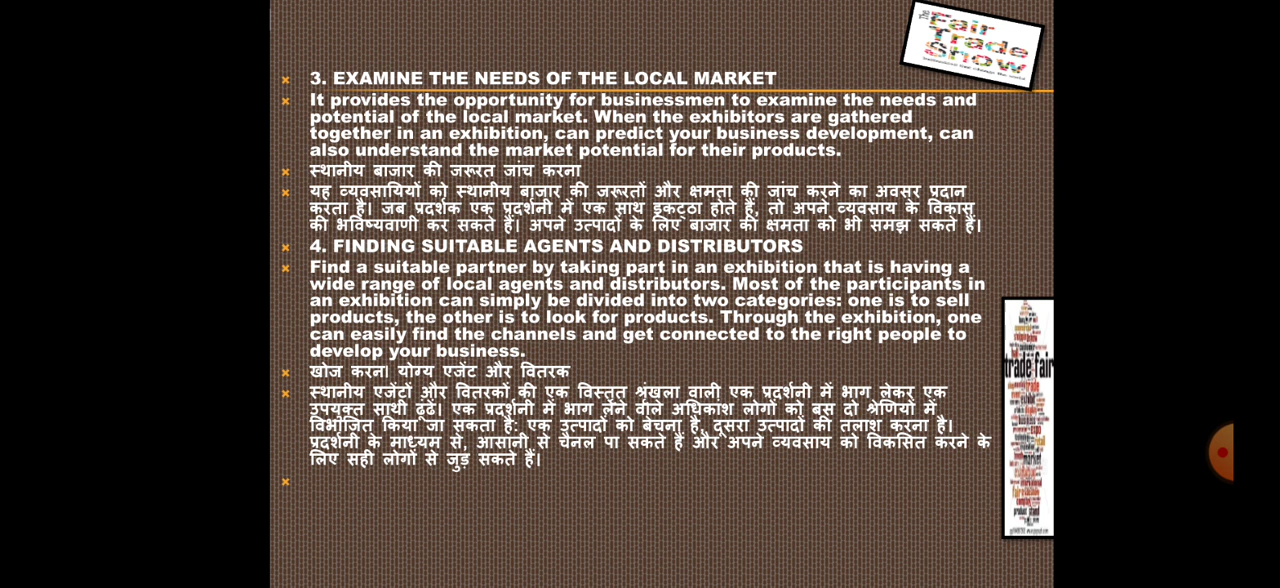 The
Fair
Trade
Show
3. EXAMINE THE NEEDS OF THE LOCAL MARKET
It provides the opportunity for businessmen to examine the needs and
potential of the local market. When the exhibitors are gathered
together in an exhibition, can predict your business development, can
also understand the market potential for their products.
स्थानीय बाजार की जरूरत जांच करना
यह व्यवसायियों को स्थानीय बाजार की जरूरतों और क्षमता की जांच करने का अवसर प्रदान
करता है। जब प्रदर्शक एक प्रदर्शनी में एक साथ इकट्ठा होते हैं, तो अपने व्यवसाय के विकास
की भविष्यवाणी कर सकते हैं। अपने उत्पादों के लिए बाजार की क्षमता को भी समझ सकते हैं।
4. FINDING SUITABLE AGENTS AND DISTRIBUTORS
Find a suitable partner by taking part in an exhibition that is having a
wide range of local agents and distributors. Most of the participants in
an exhibition can simply be divided into two categories: one is to sell
products, the other is to look for products. Through the exhibition, one
can easily find the channels and get connected to the right people to
develop your business.
खोज करना योग्य एजेंट और वितरक
स्थानीय एजेंटों और वितरकों की एक विस्तृत श्रृंखला वाली एक प्रदर्शनी में भाग लेकर एक
उपयुक्त साथी ढूंढें। एक प्रदर्शनी में भाग लेने वाले अधिकांश लोगों को बस दो श्रेणियों में
विभाजित किया जा सकता है: एक उत्पादों को बेचना है, दूसरा उत्पादों की तलाश करना है।
प्रदर्शनी के माध्यम से, आसानी से चैनल पा सकते हैं और अपने व्यवसाय को विकसित करने के
लिए सही लोगों से जुड़ सकते हैं।
trade fair